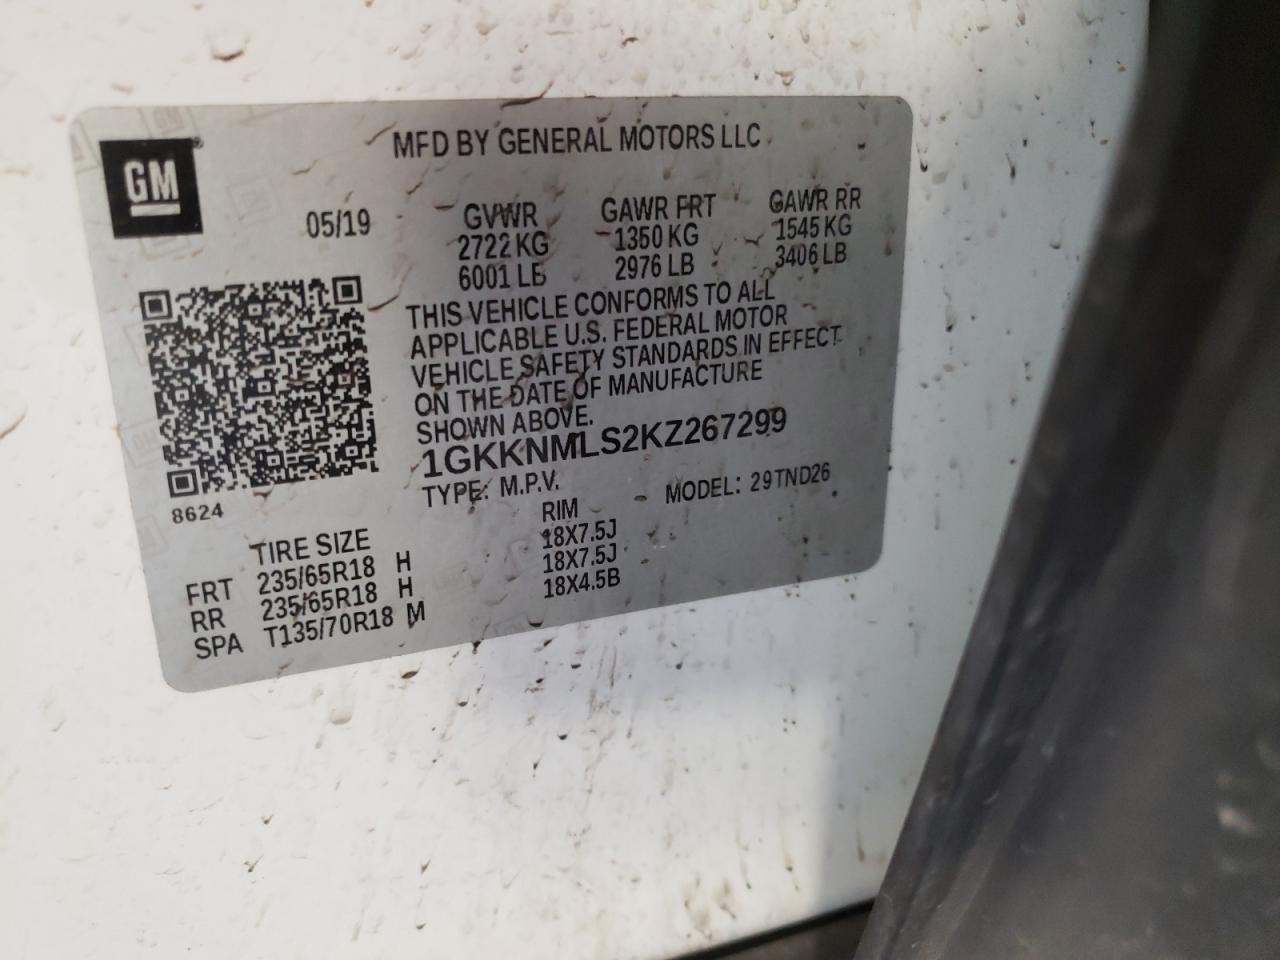 GM
MFD BY GENERAL MOTORS LLC
05/19
GVWR GAWR FRT GAWR RR
2722 KG 1350 KG 1545 KG
6001 LB 2976 LB 3406 LB
THIS VEHICLE CONFORMS TO ALL
APPLICABLE U.S. FEDERAL MOTOR
VEHICLE SAFETY STANDARDS IN EFFECT
ON THE DATE OF MANUFACTURE
SHOWN ABOVE.
1GKKNMLS2KZ267299
TYPE: M.P.V. MODEL: 29TND26
8624
TIRE SIZE RIM
FRT 235/65R18 H 18X7.5J
RR 235/65R18 H 18X7.5J
SPA T135/70R18 M 18X4.5B